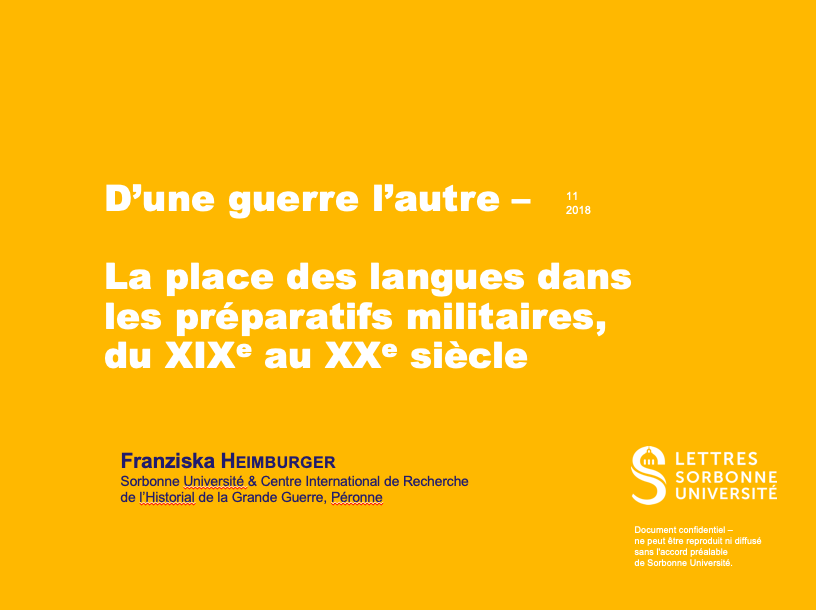 D’une guerre l’autre –
11
2018
La place des langues dans
les préparatifs militaires,
du XIXe au XXe siècle
Franziska HEIMBURGER
Sorbonne Université & Centre International de Recherche
de l’Historial de la Grande Guerre, Péronne
LETTRES
SORBONNE
UNIVERSITÉ
Document confidentiel –
ne peut être reproduit ni diffusé
sans l'accord préalable
de Sorbonne Université.